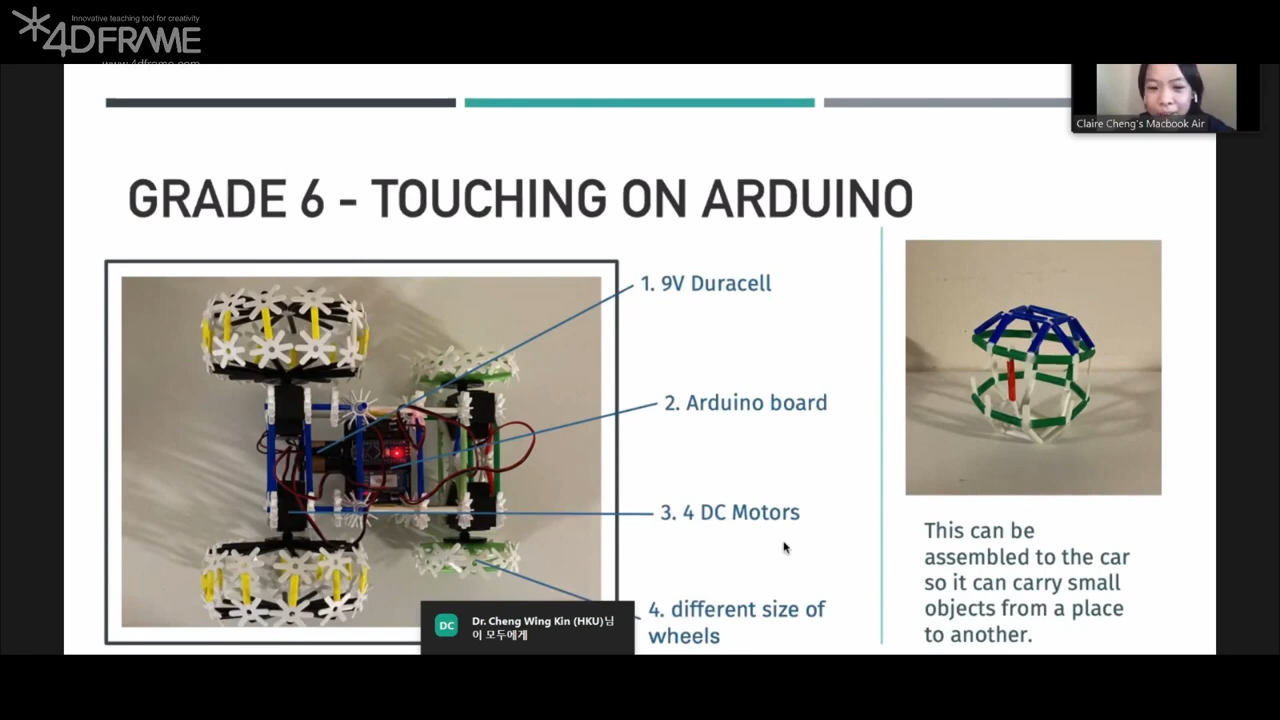 Innovative teaching tool for creativity
4DFRAME
www.4dframe.com
Claire Cheng's Macbook Air
GRADE 6 - TOUCHING ON ARDUINO
1. 9V Duracell
2. Arduino board
3. 4 DC Motors
4. different size of
wheels
This can be
assembled to the car
so it can carry small
objects from a place
to another.
DC
Dr. Cheng Wing Kin (HKU)님
이 모두에게